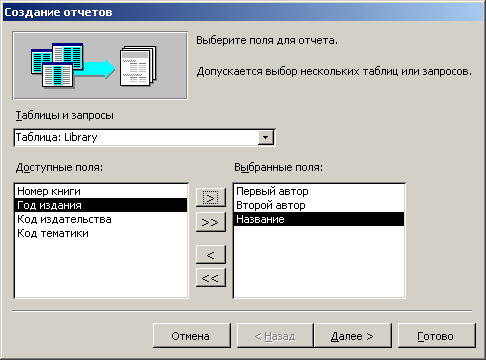 Создание отчетов
Выберите поля для отчета.
Допускается выбор нескольких таблиц или запросов.
Таблицы и запросы
Таблица: Library
Доступные поля:
Выбранные поля:
Номер книги
Год издания
Код издательства
Код тематики
>
>>
<
<<
Первый автор
Второй автор
Название
Отмена
< Назад
Далее >
Готово